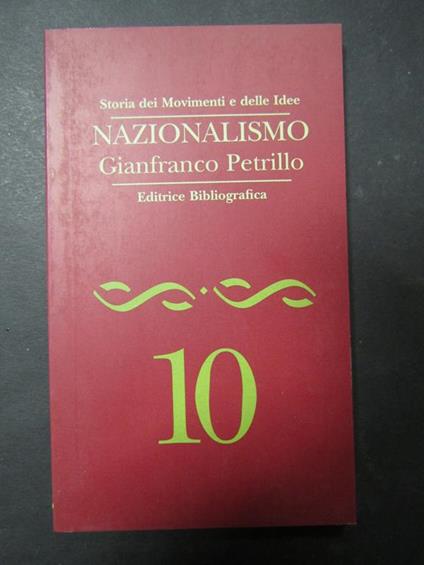 Storia dei Movimenti e delle Idee
NAZIONALISMO
Gianfranco Petrillo
Editrice Bibliografica
10